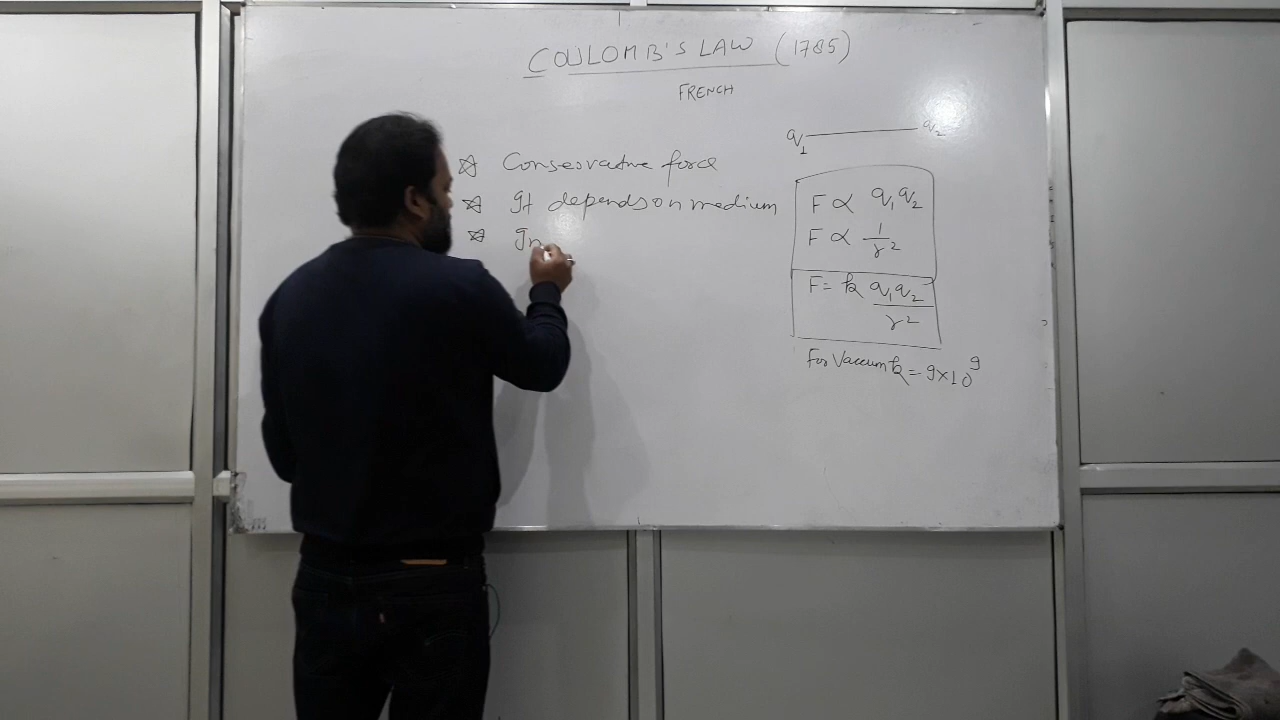 COULOMB'S LAW (1785)
FRENCH
q1 q2
☆ Conservative force
☆ It depends on medium
☆ In
F ∝ q1q2
F ∝ 1/r²
F = k q1q2/r²
For Vaccum k = 9×10⁹